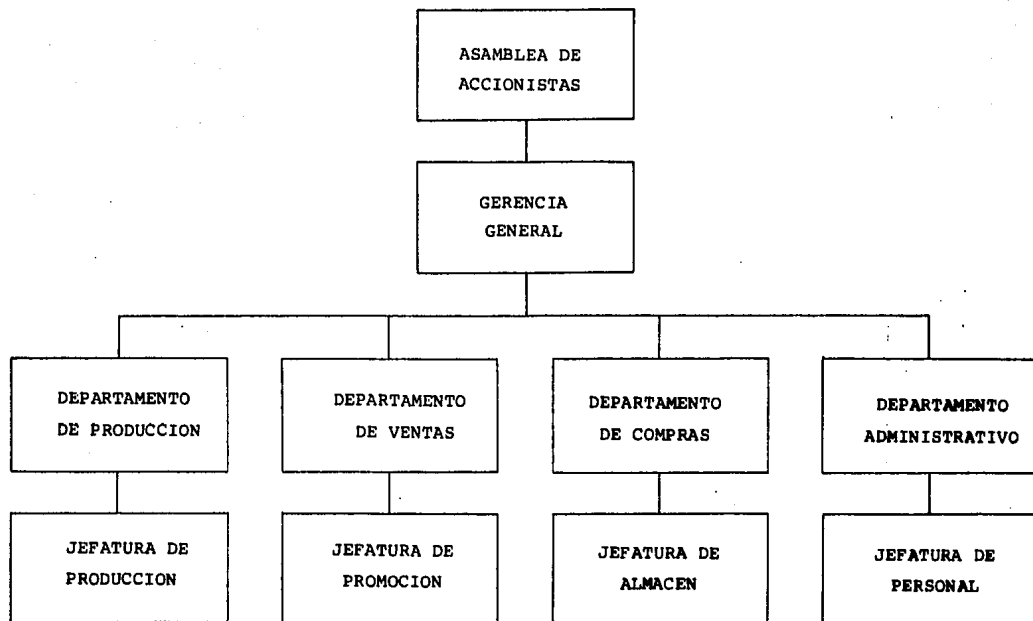 ASAMBLEA DE
ACCIONISTAS
GERENCIA
GENERAL
DEPARTAMENTO
DE PRODUCCION
DEPARTAMENTO
DE VENTAS
DEPARTAMENTO
DE COMPRAS
DEPARTAMENTO
ADMINISTRATIVO
JEFATURA DE
PRODUCCION
JEFATURA DE
PROMOCION
JEFATURA DE
ALMACEN
JEFATURA DE
PERSONAL